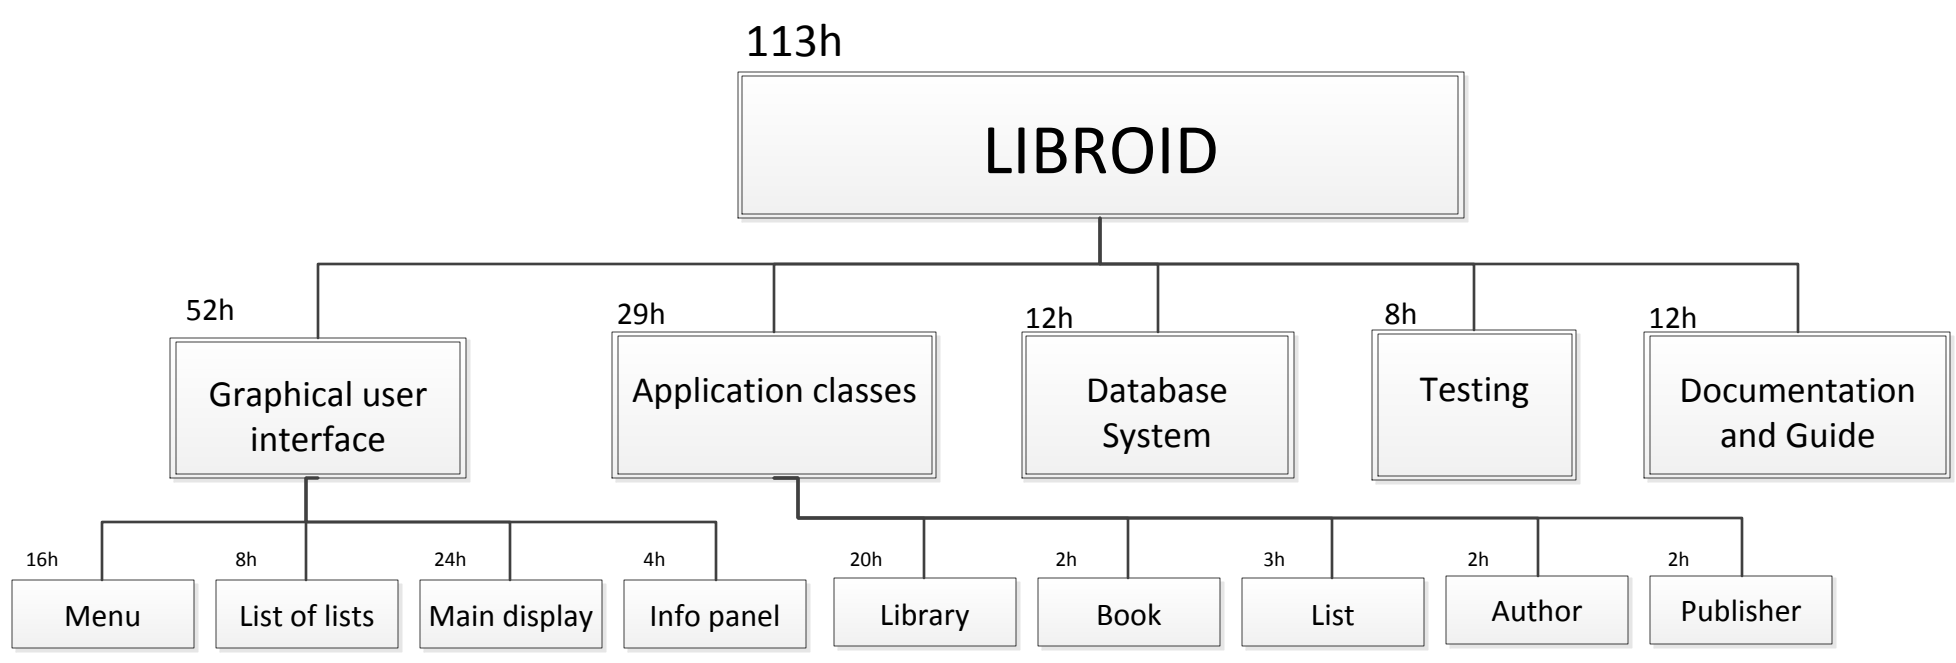 113h
LIBROID
52h
29h
12h
8h
12h
Graphical user
interface
Application classes
Database
System
Testing
Documentation
and Guide
16h
8h
24h
4h
20h
2h
3h
2h
2h
Menu
List of lists
Main display
Info panel
Library
Book
List
Author
Publisher